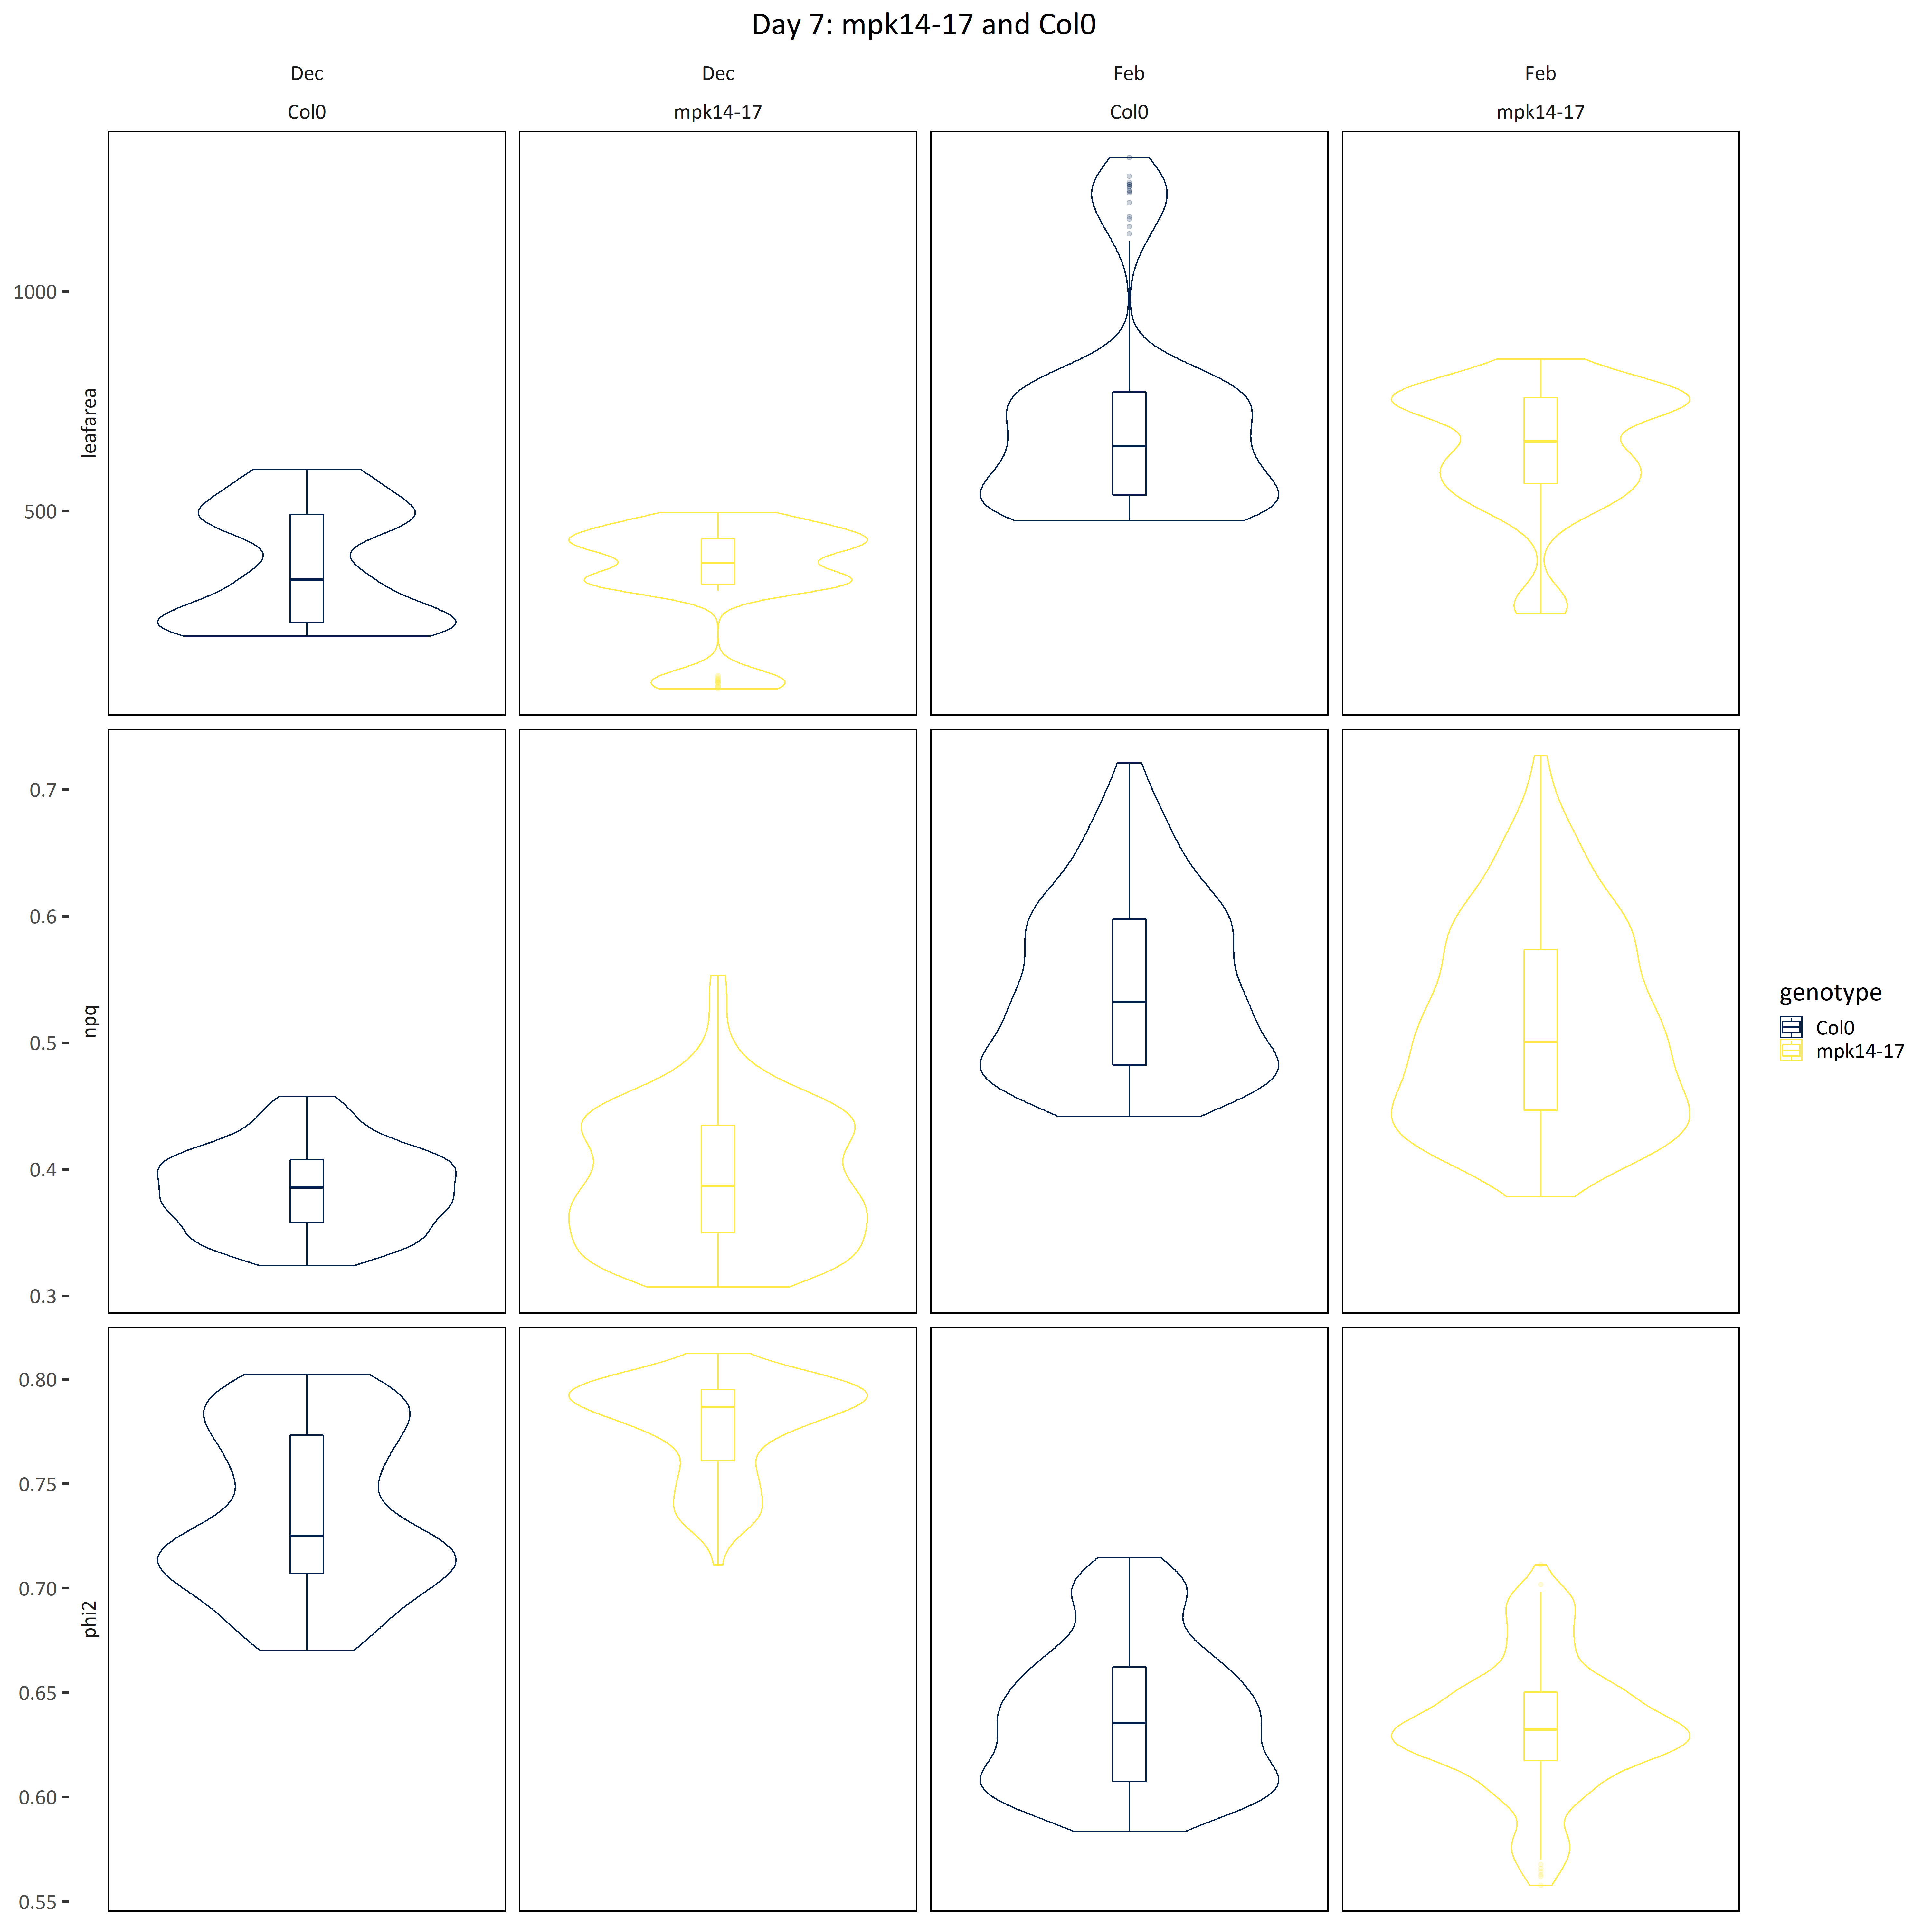 Day 7: mpk14-17 and Col0
Dec Dec Feb Feb
Col0 mpk14-17 Col0 mpk14-17
leafarea
1000
500
npq
0.7
0.6
0.5
0.4
0.3
phi2
0.80
0.75
0.70
0.65
0.60
0.55
genotype
Col0
mpk14-17